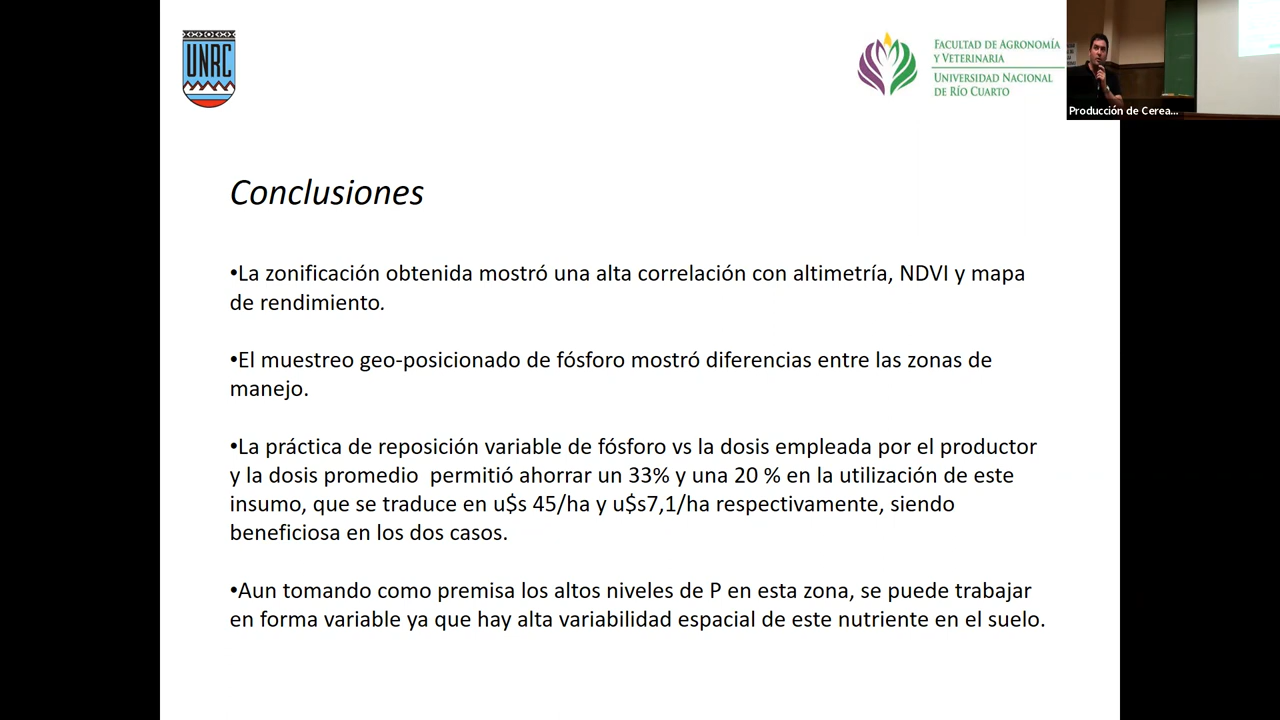 UNRC
FACULTAD DE AGRONOMÍA
Y VETERINARIA
UNIVERSIDAD NACIONAL
DE RÍO CUARTO
Producción de Cerea...
Conclusiones
•La zonificación obtenida mostró una alta correlación con altimetría, NDVI y mapa
de rendimiento.
•El muestreo geo-posicionado de fósforo mostró diferencias entre las zonas de
manejo.
•La práctica de reposición variable de fósforo vs la dosis empleada por el productor
y la dosis promedio  permitió ahorrar un 33% y una 20 % en la utilización de este
insumo, que se traduce en u$s 45/ha y u$s7,1/ha respectivamente, siendo
beneficiosa en los dos casos.
•Aun tomando como premisa los altos niveles de P en esta zona, se puede trabajar
en forma variable ya que hay alta variabilidad espacial de este nutriente en el suelo.